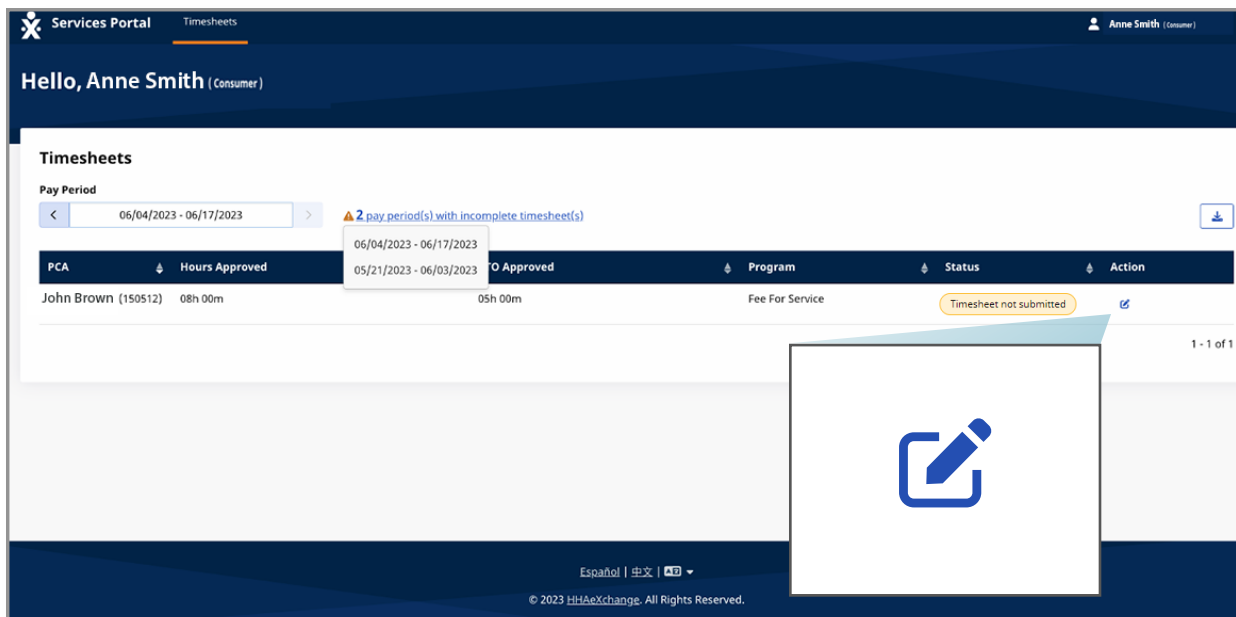 Services Portal Timesheets Anne Smith (Consumer)
Hello, Anne Smith (Consumer)
Timesheets
Pay Period
06/04/2023 - 06/17/2023 2 pay period(s) with incomplete timesheet(s)
06/04/2023 - 06/17/2023
05/21/2023 - 06/03/2023
PCA Hours Approved TO Approved Program Status Action
John Brown (150512) 08h 00m 05h 00m Fee For Service Timesheet not submitted
1 - 1 of 1
Español | 中文 |
© 2023 HHAeXchange. All Rights Reserved.